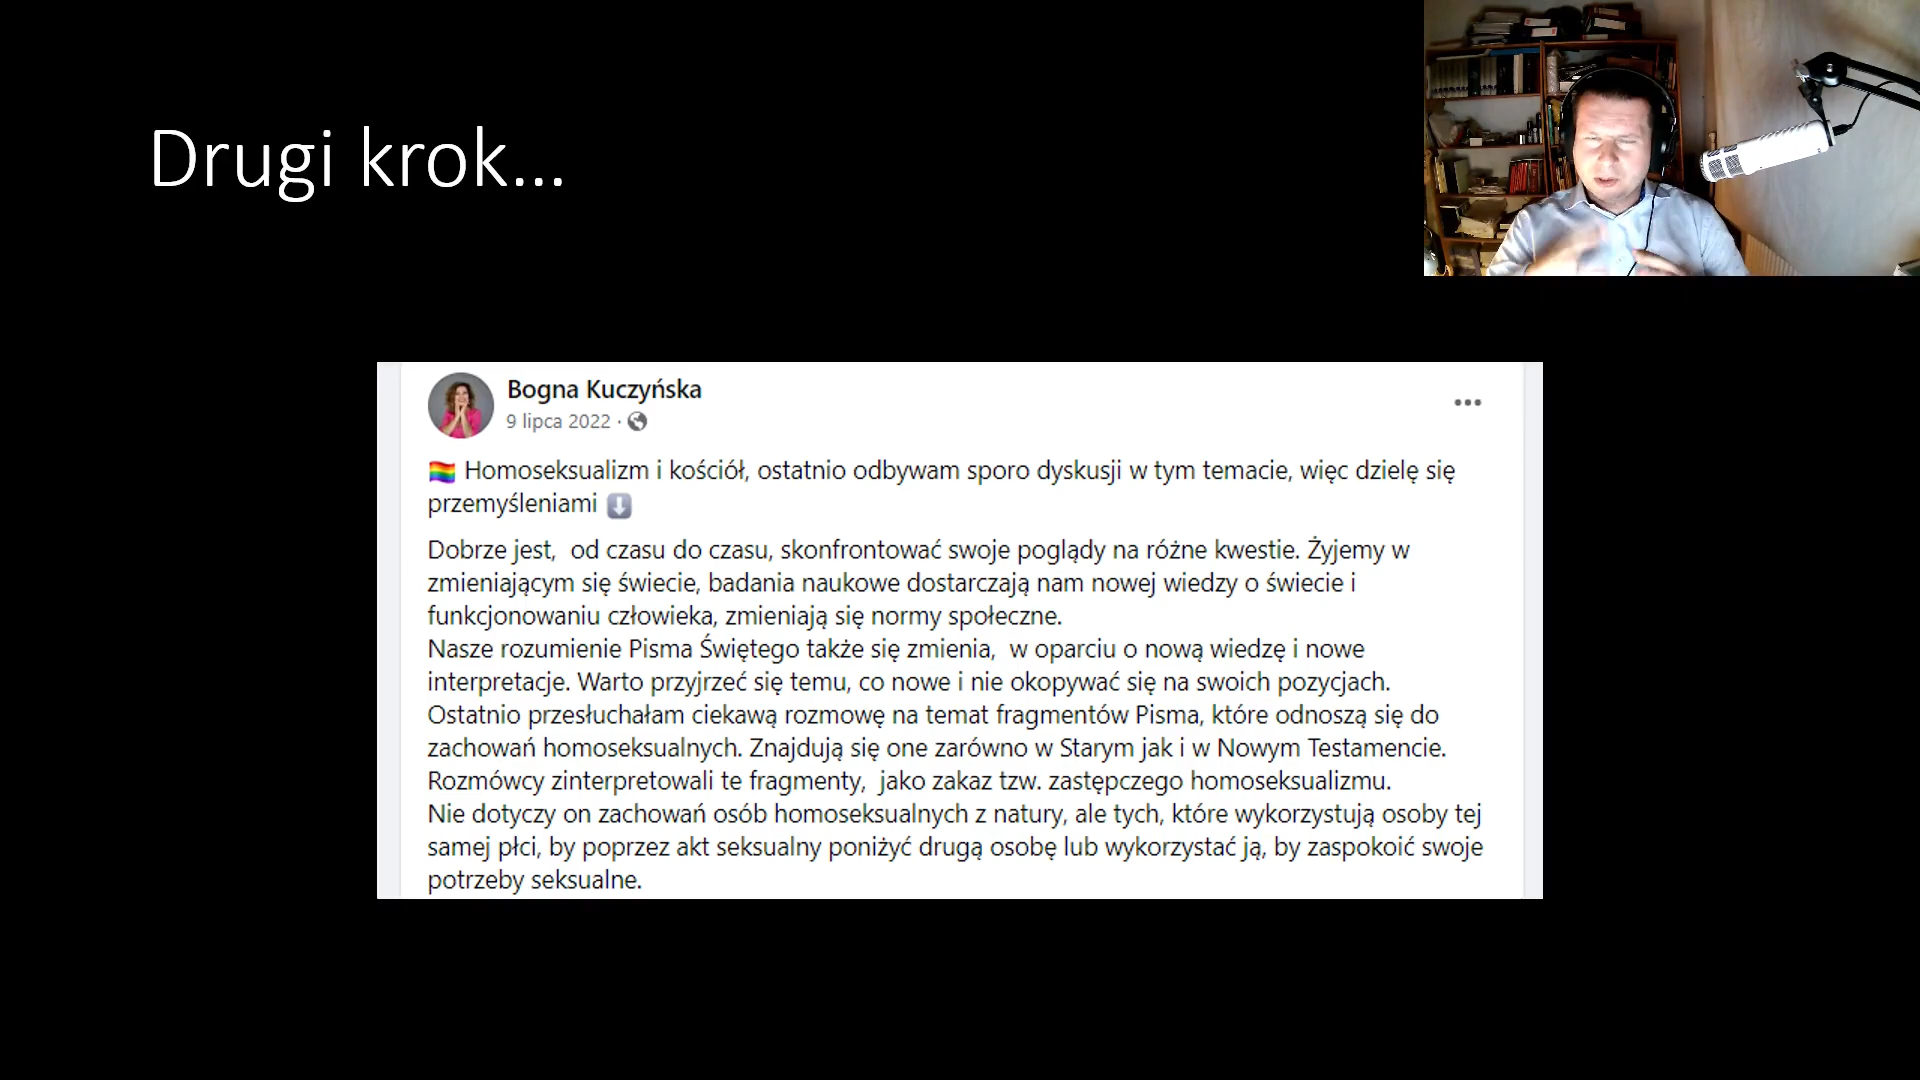 Drugi krok...
Bogna Kuczyńska
9 lipca 2022 ·
Homoseksualizm i kościół, ostatnio odbywam sporo dyskusji w tym temacie, więc dzielę się
przemyśleniami
Dobrze jest, od czasu do czasu, skonfrontować swoje poglądy na różne kwestie. Żyjemy w
zmieniającym się świecie, badania naukowe dostarczają nam nowej wiedzy o świecie i
funkcjonowaniu człowieka, zmieniają się normy społeczne.
Nasze rozumienie Pisma Świętego także się zmienia, w oparciu o nową wiedzę i nowe
interpretacje. Warto przyjrzeć się temu, co nowe i nie okopywać się na swoich pozycjach.
Ostatnio przesłuchałam ciekawą rozmowę na temat fragmentów Pisma, które odnoszą się do
zachowań homoseksualnych. Znajdują się one zarówno w Starym jak i w Nowym Testamencie.
Rozmówcy zinterpretowali te fragmenty, jako zakaz tzw. zastępczego homoseksualizmu.
Nie dotyczy on zachowań osób homoseksualnych z natury, ale tych, które wykorzystują osoby tej
samej płci, by poprzez akt seksualny poniżyć drugą osobę lub wykorzystać ją, by zaspokoić swoje
potrzeby seksualne.